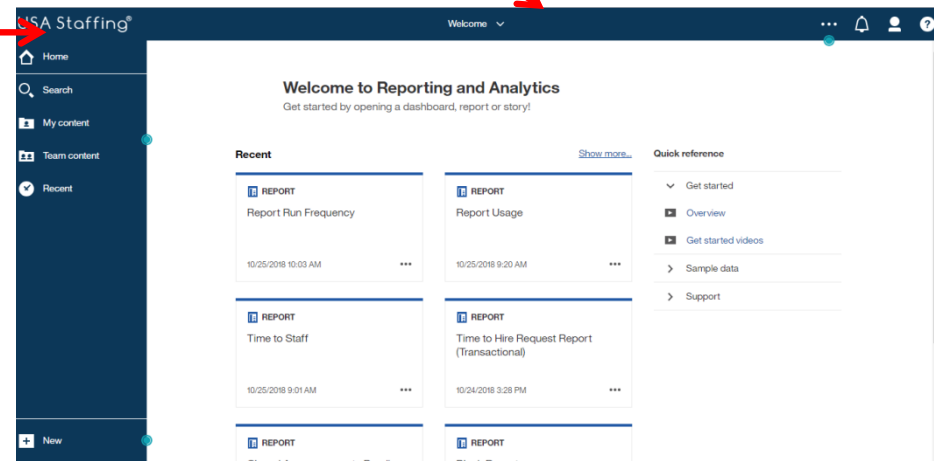 USA Staffing®
Welcome
Home
Search
My content
Team content
Recent
New
Welcome to Reporting and Analytics
Get started by opening a dashboard, report or story!
Recent
Show more...
REPORT
Report Run Frequency
10/25/2018 10:03 AM
REPORT
Report Usage
10/25/2018 9:20 AM
REPORT
Time to Staff
10/25/2018 9:01 AM
REPORT
Time to Hire Request Report
(Transactional)
10/24/2018 3:28 PM
REPORT
REPORT
Quick reference
Get started
Overview
Get started videos
Sample data
Support